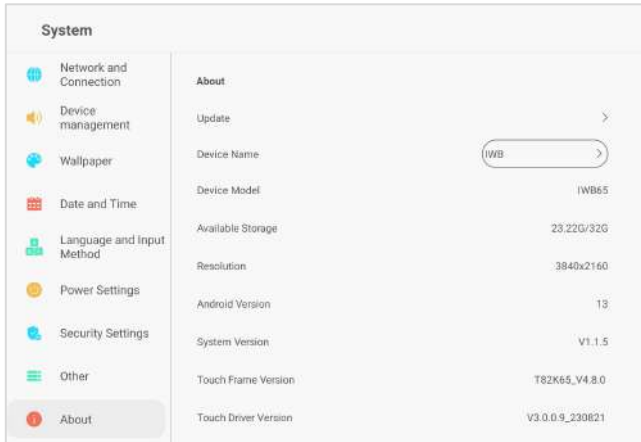 System
Network and
Connection
Device
management
Wallpaper
Date and Time
Language and Input
Method
Power Settings
Security Settings
Other
About
About
Update
Device Name IWB
Device Model IWB65
Available Storage 23.22G/32G
Resolution 3840x2160
Android Version 13
System Version V1.1.5
Touch Frame Version T82K65_V4.8.0
Touch Driver Version V3.0.0.9_230821